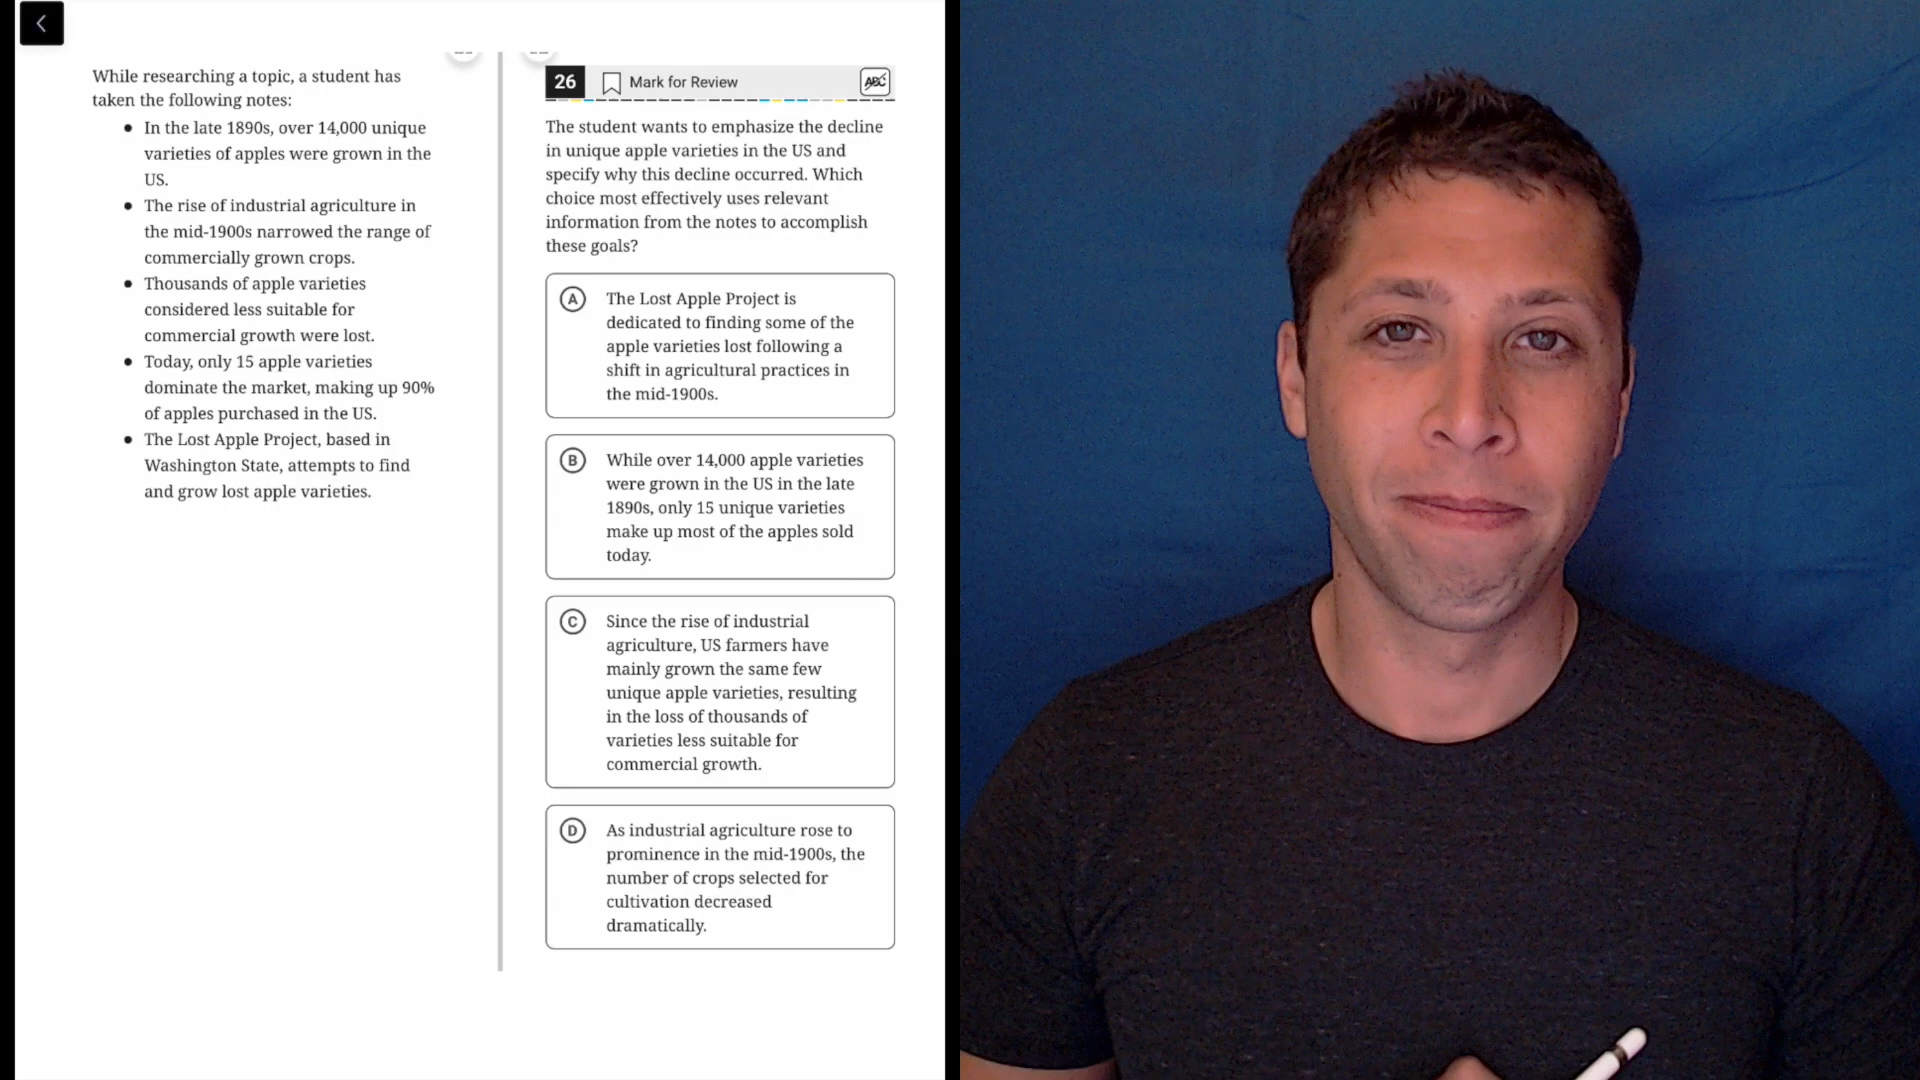 While researching a topic, a student has
taken the following notes:
• In the late 1890s, over 14,000 unique
varieties of apples were grown in the
US.
• The rise of industrial agriculture in
the mid-1900s narrowed the range of
commercially grown crops.
• Thousands of apple varieties
considered less suitable for
commercial growth were lost.
• Today, only 15 apple varieties
dominate the market, making up 90%
of apples purchased in the US.
• The Lost Apple Project, based in
Washington State, attempts to find
and grow lost apple varieties.
26 Mark for Review ABC
The student wants to emphasize the decline
in unique apple varieties in the US and
specify why this decline occurred. Which
choice most effectively uses relevant
information from the notes to accomplish
these goals?
A The Lost Apple Project is
dedicated to finding some of the
apple varieties lost following a
shift in agricultural practices in
the mid-1900s.
B While over 14,000 apple varieties
were grown in the US in the late
1890s, only 15 unique varieties
make up most of the apples sold
today.
C Since the rise of industrial
agriculture, US farmers have
mainly grown the same few
unique apple varieties, resulting
in the loss of thousands of
varieties less suitable for
commercial growth.
D As industrial agriculture rose to
prominence in the mid-1900s, the
number of crops selected for
cultivation decreased
dramatically.